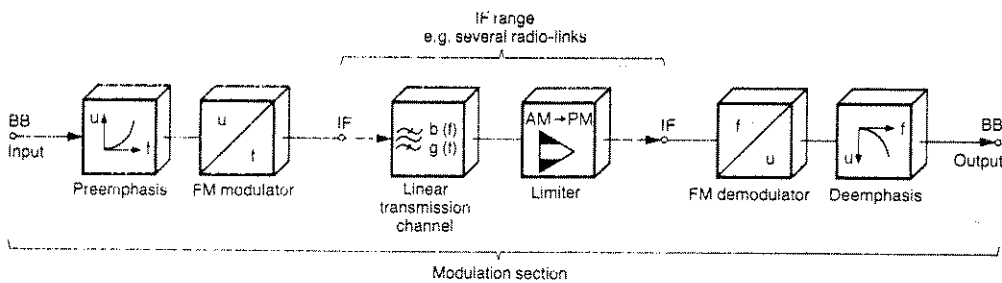 IF range
e.g. several radio-links
BB
Input
u
f
Preemphasis
u
f
FM modulator
IF
b (f)
g (f)
Linear
transmission
channel
AM→PM
Limiter
IF
f
u
FM demodulator
f
u
Deemphasis
BB
Output
Modulation section